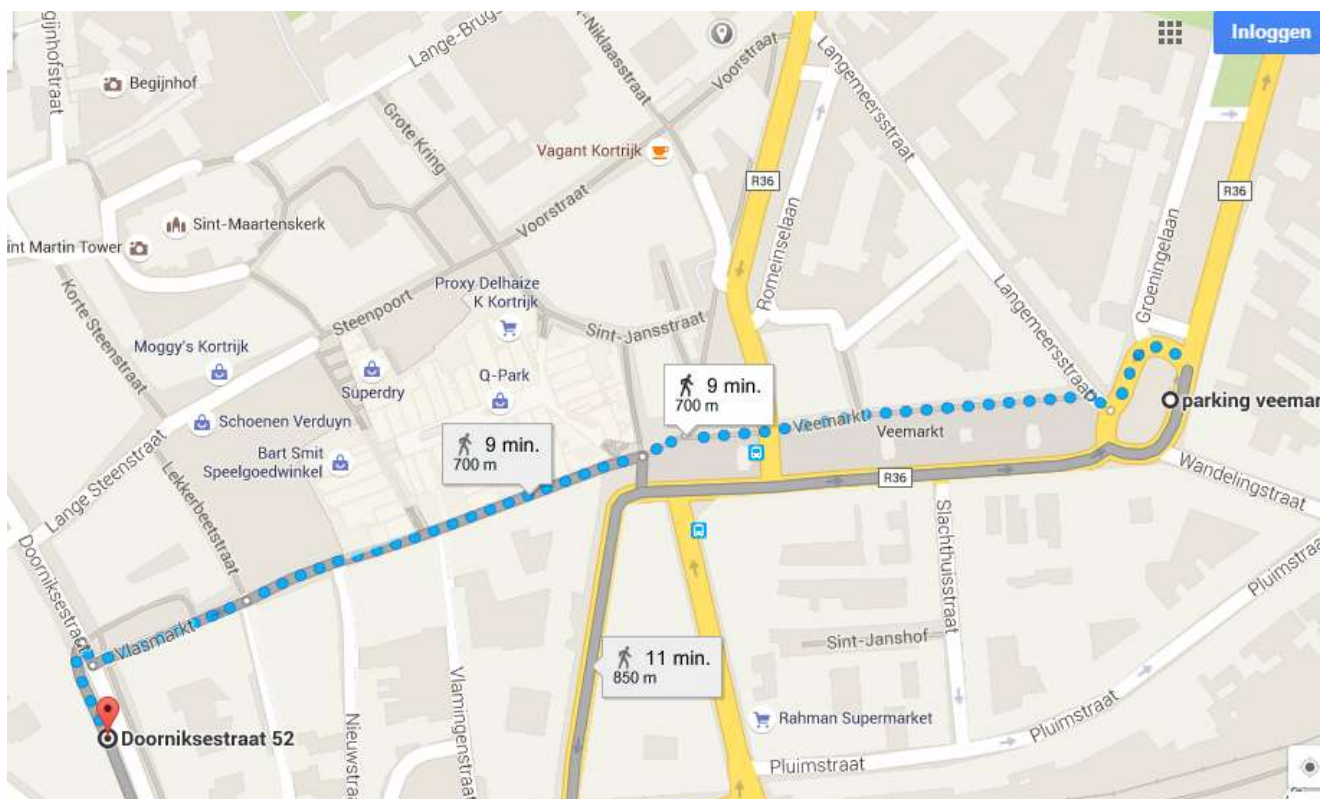 Begijnhofstraat
Lange-Brug
t-Niklaasstraat
Voorstraat
Langemeersstraat
Inloggen
Begijnhof
Grote Kring
Vagant Kortrijk
R36
R36
Groeningelaan
Romeinselaan
Sint-Maartenskerk
int Martin Tower
Voorstraat
Korte Steenstraat
Steenpoort
Proxy Delhaize
K Kortrijk
Sint-Jansstraat
Langemeersstraat
Moggy's Kortrijk
Superdry
Q-Park
9 min.
700 m
parking veemar
Schoenen Verduyn
9 min.
700 m
Veemarkt
Veemarkt
Bart Smit
Speelgoedwinkel
Lange Steenstraat
Lekkerbeetstraat
R36
Wandelingstraat
Doorniksestraat
Slachthuisstraat
Pluimstraat
Vlasmarkt
Sint-Janshof
11 min.
850 m
Vlamingenstraat
Nieuwstraat
Doorniksestraat 52
Rahman Supermarket
Pluimstraat
Pluimstraat